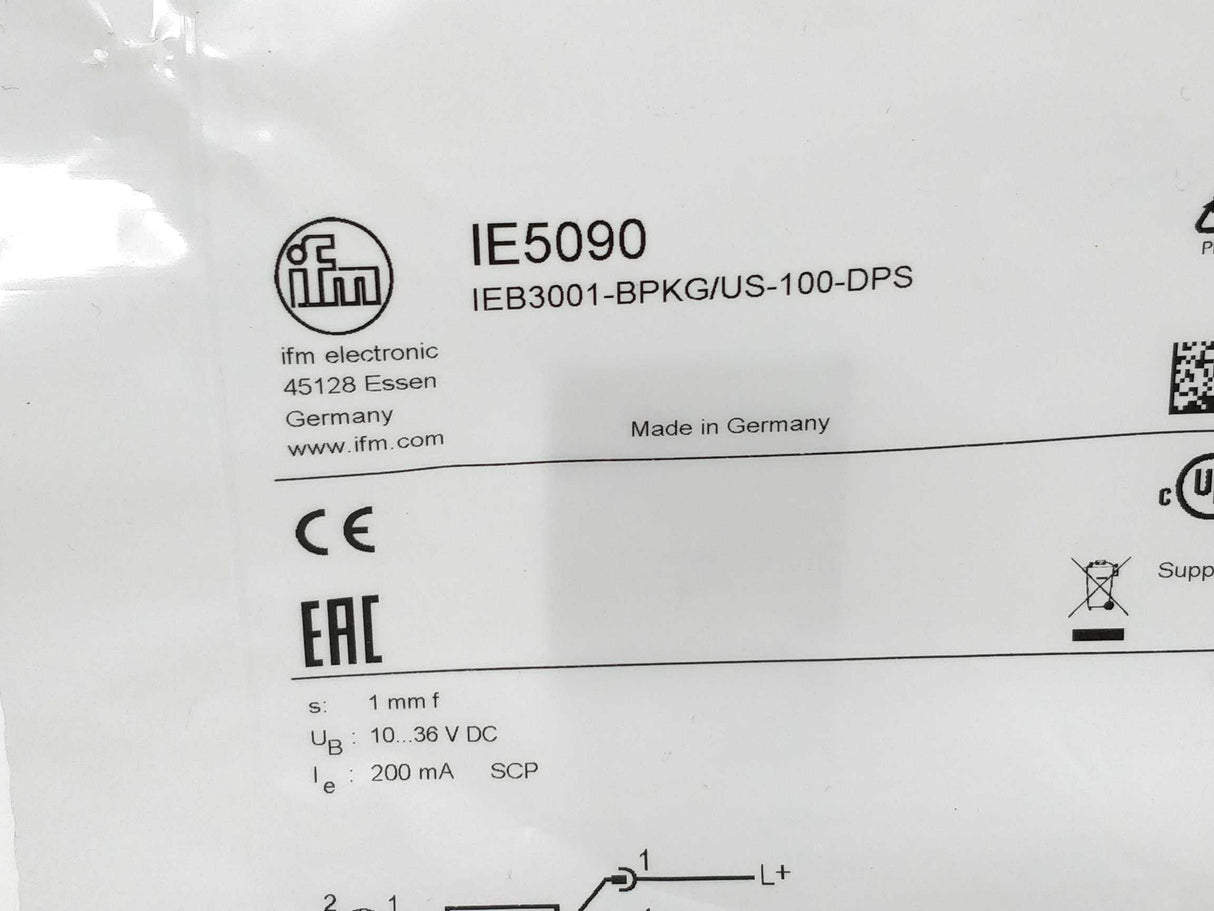 ifm
IE5090
IEB3001-BPKG/US-100-DPS
ifm electronic
45128 Essen
Germany
www.ifm.com
Made in Germany
CE
EAC
s: 1 mm f
UB : 10...36 V DC
Ie : 200 mA SCP
1
L+
2 1